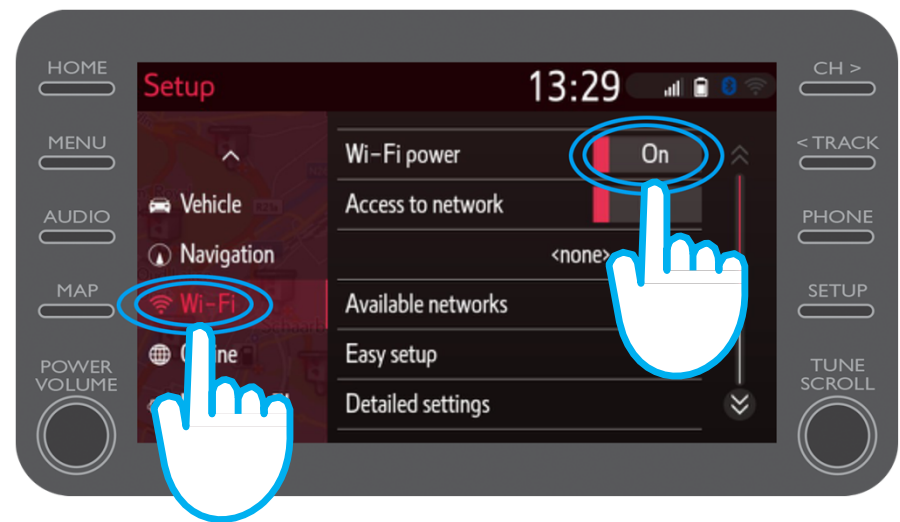 HOME
MENU
AUDIO
MAP
POWER
VOLUME
Setup
13:29
Vehicle
Navigation
Wi-Fi
Wi-Fi power
On
Access to network
<none>
Available networks
Easy setup
Detailed settings
CH >
< TRACK
PHONE
SETUP
TUNE
SCROLL